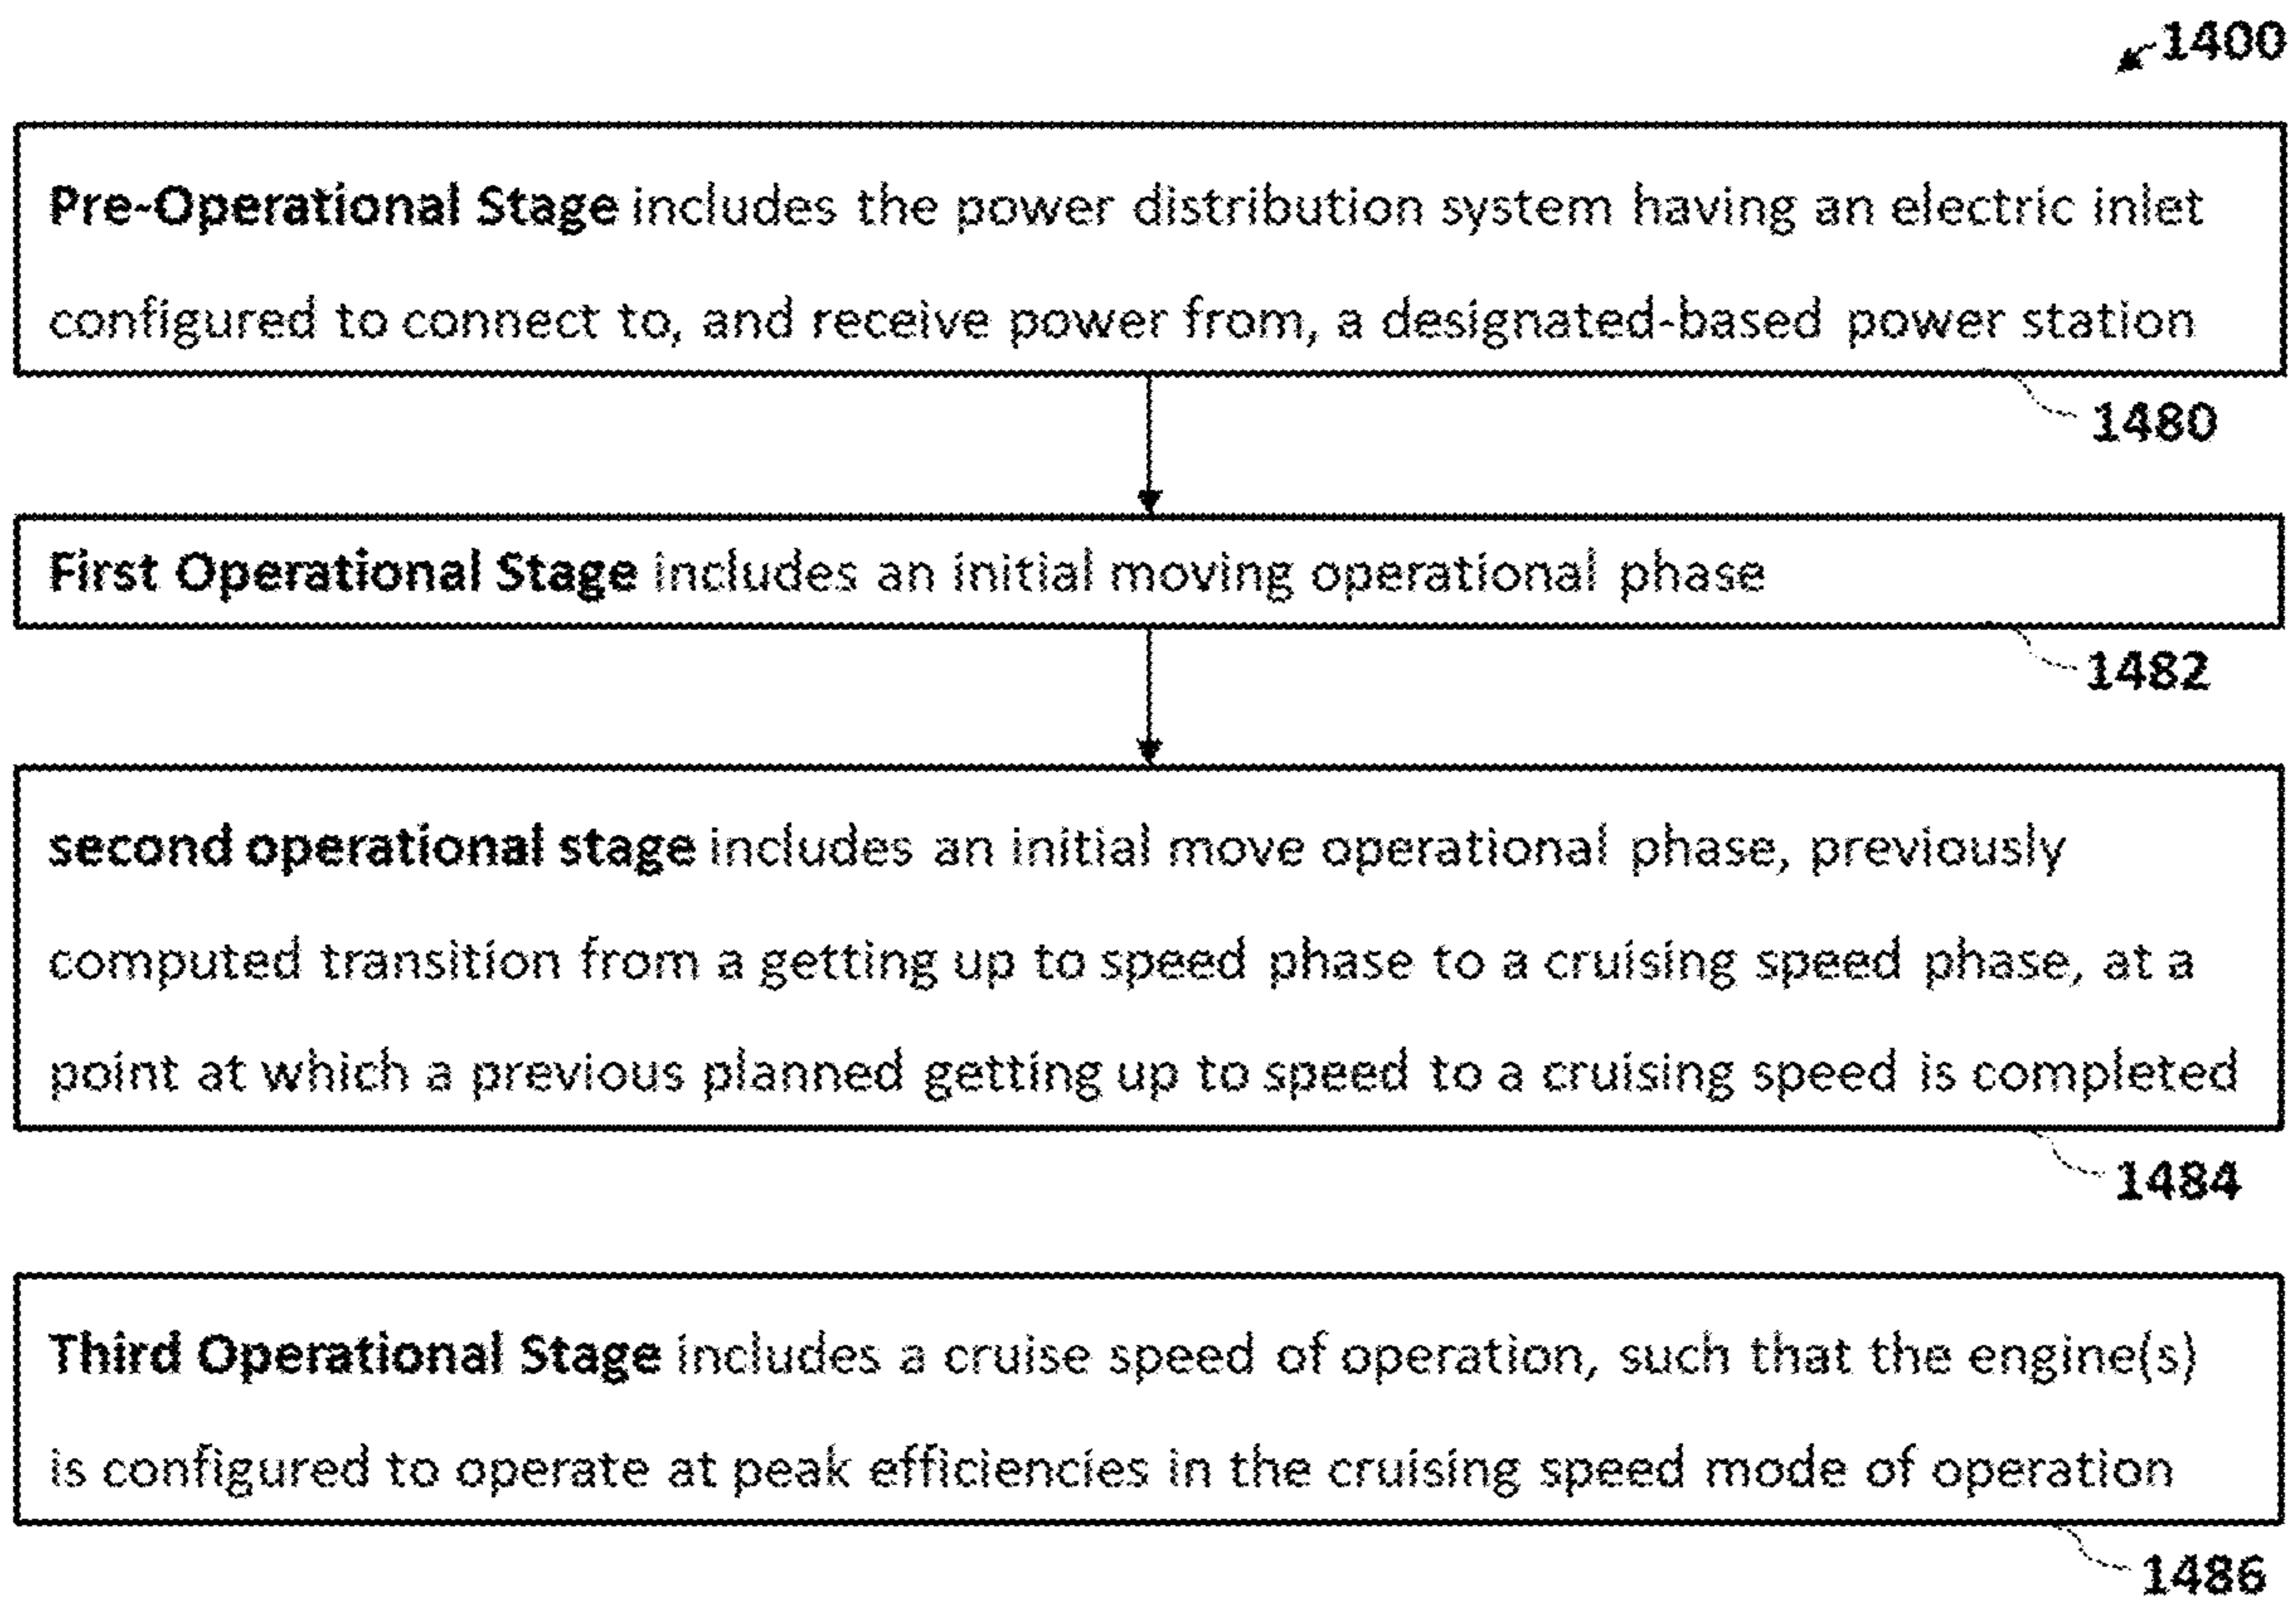 1400
Pre-Operational Stage includes the power distribution system having an electric inlet
configured to connect to, and receive power from, a designated-based power station
1480
First Operational Stage includes an initial moving operational phase
1482
second operational stage includes an initial move operational phase, previously
computed transition from a getting up to speed phase to a cruising speed phase, at a
point at which a previous planned getting up to speed to a cruising speed is completed
1484
Third Operational Stage includes a cruise speed of operation, such that the engine(s)
is configured to operate at peak efficiencies in the cruising speed mode of operation
1486